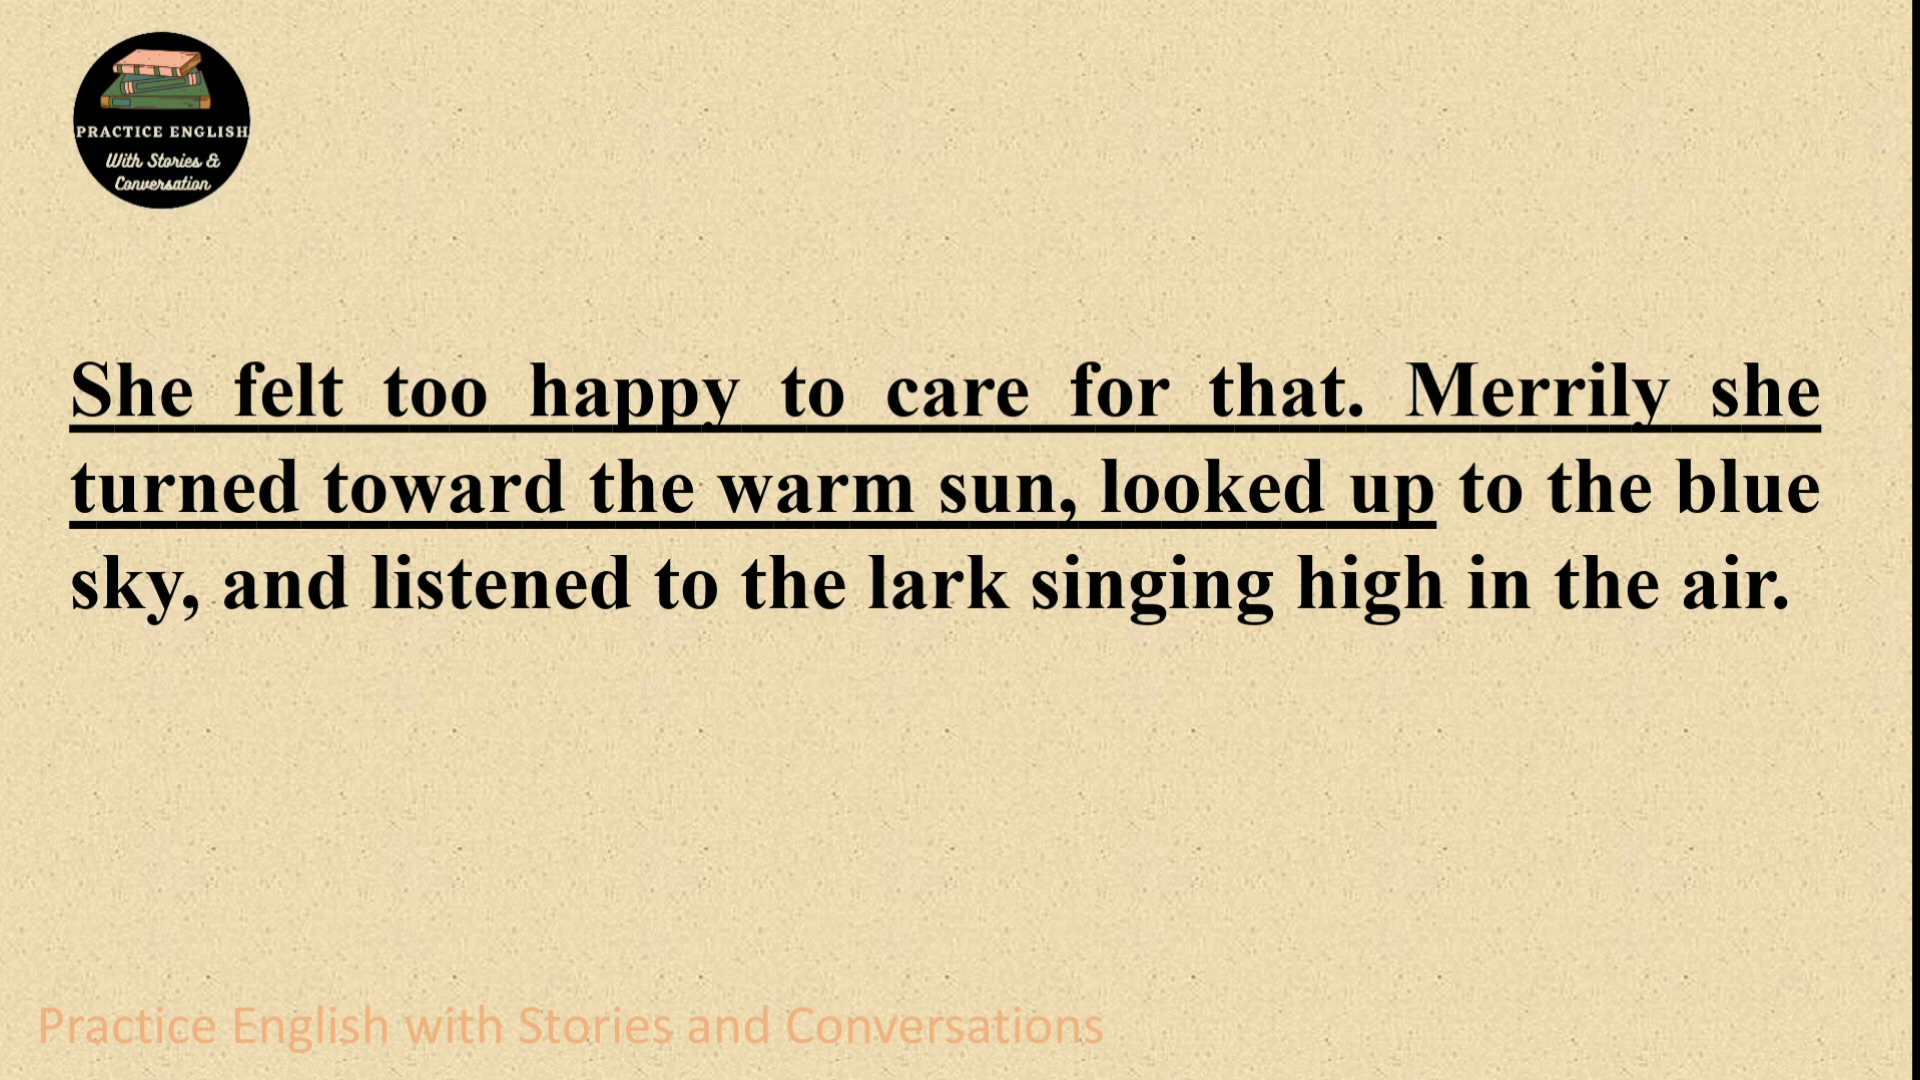 PRACTICE ENGLISH
With Stories &
Conversation
She felt too happy to care for that. Merrily she
turned toward the warm sun, looked up to the blue
sky, and listened to the lark singing high in the air.
Practice English with Stories and Conversations